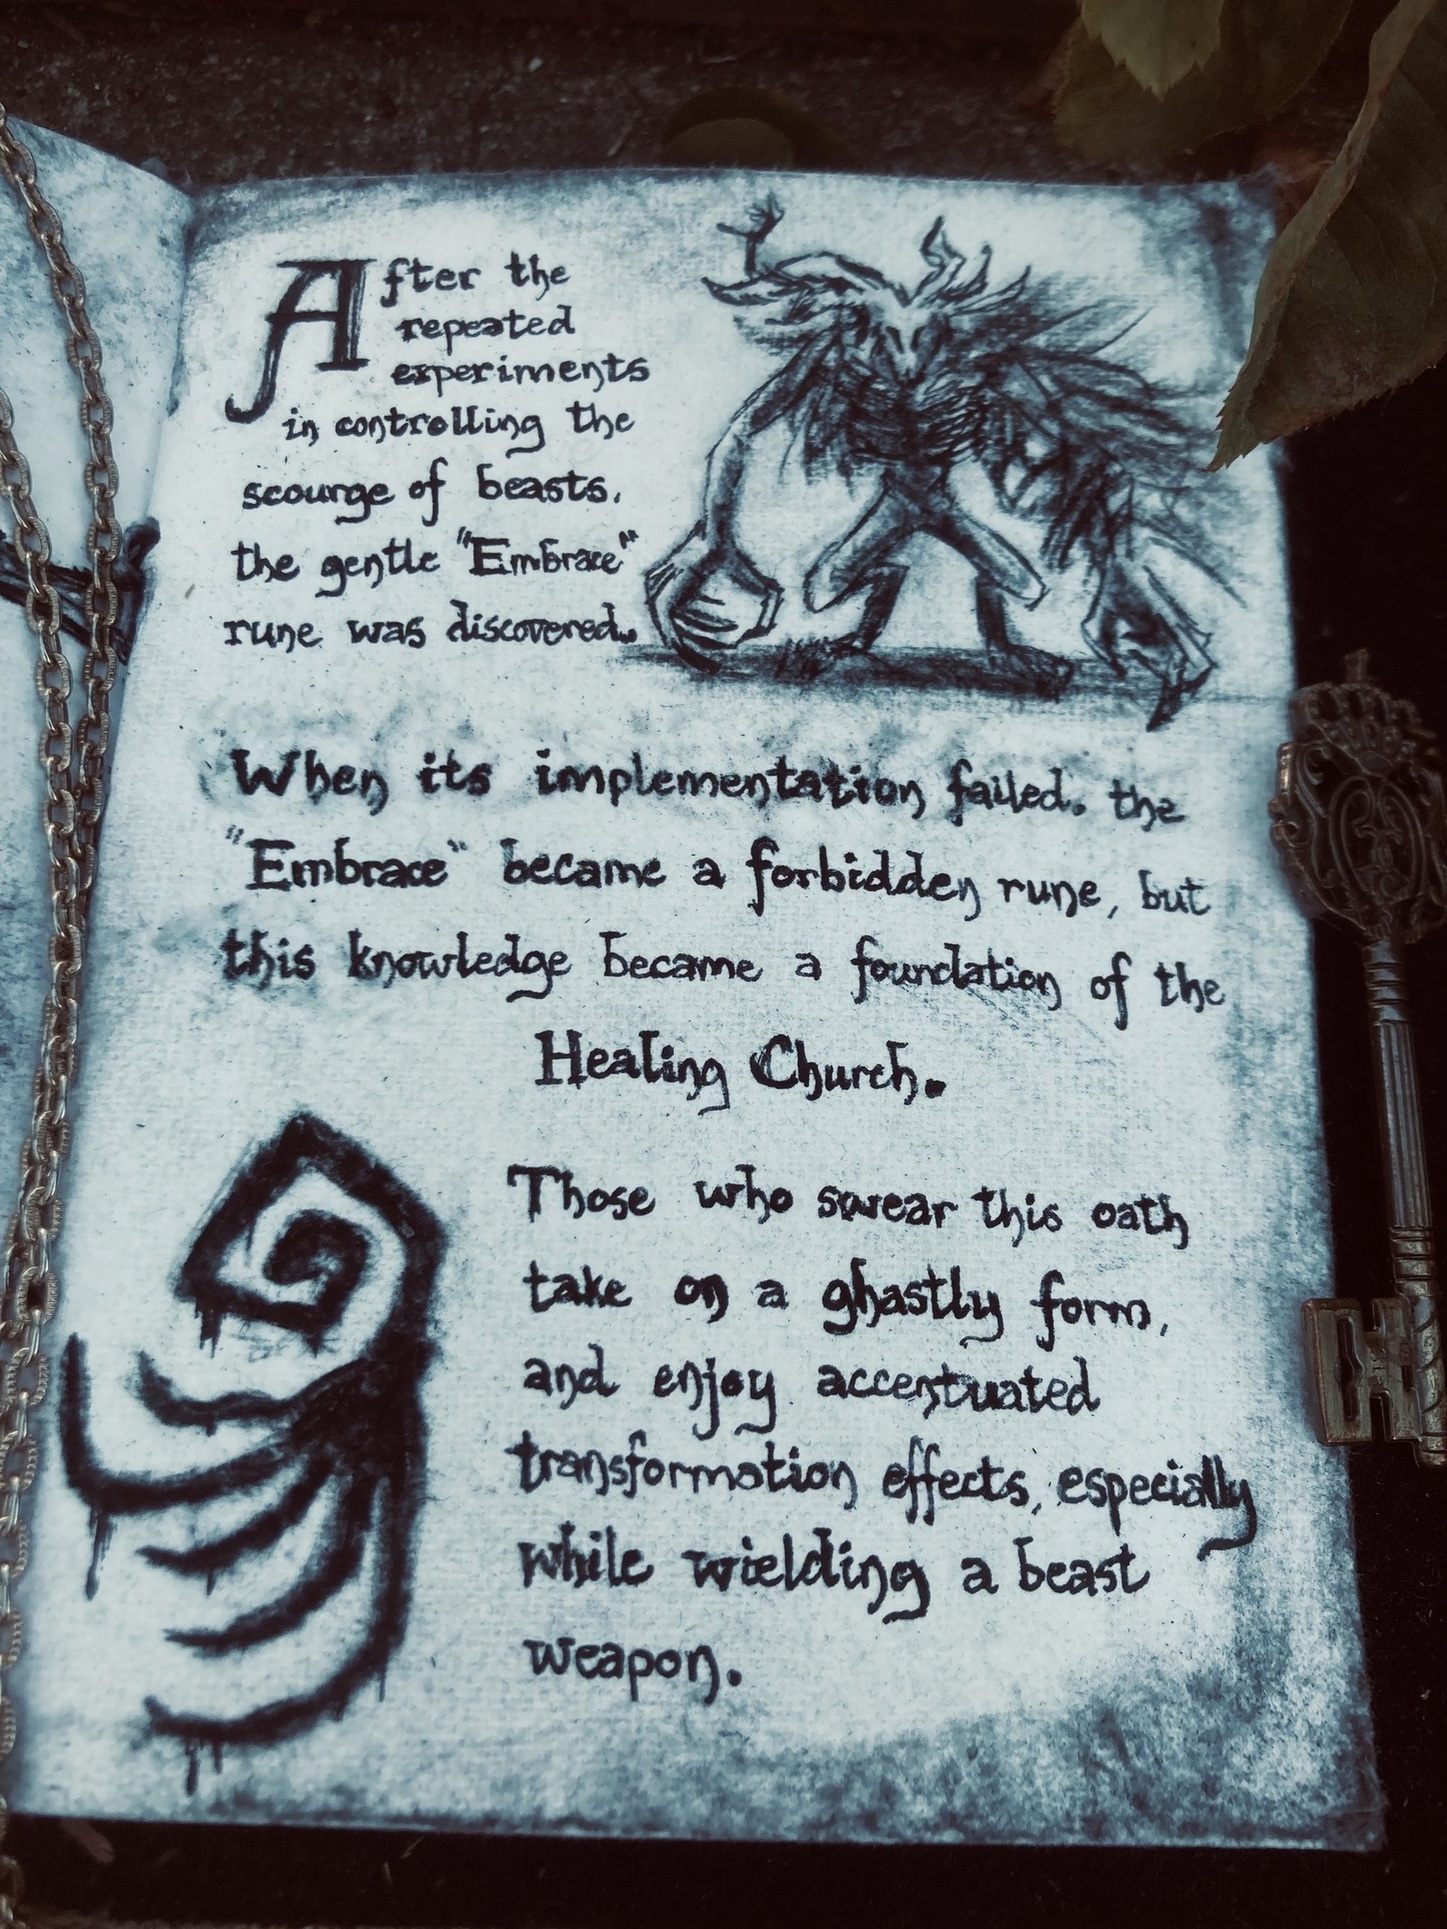 After the
repeated
experiments
in controlling the
scourge of beasts.
the gentle "Embrace"
rune was discovered...
When its implementation failed. the
"Embrace" became a forbidden rune, but
this knowledge became a foundation of the
Healing Church.
Those who swear this oath
take on a ghastly form,
and enjoy accentuated
transformation effects, especially
while wielding a beast
weapon.